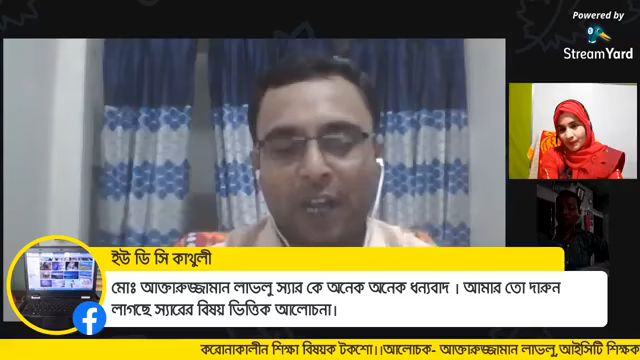 Powered by
StreamYard
ইউ ডি সি কাথুলী
মোঃ আক্তারুজ্জামান লাভলু স্যার কে অনেক অনেক ধন্যবাদ । আমার তো দারুন
লাগছে স্যারের বিষয় ভিত্তিক আলোচনা।
করোনাকালীন শিক্ষা বিষয়ক টকশো।।আলোচক- আক্তারুজ্জামান লাভলু,আইসিটি শিক্ষক